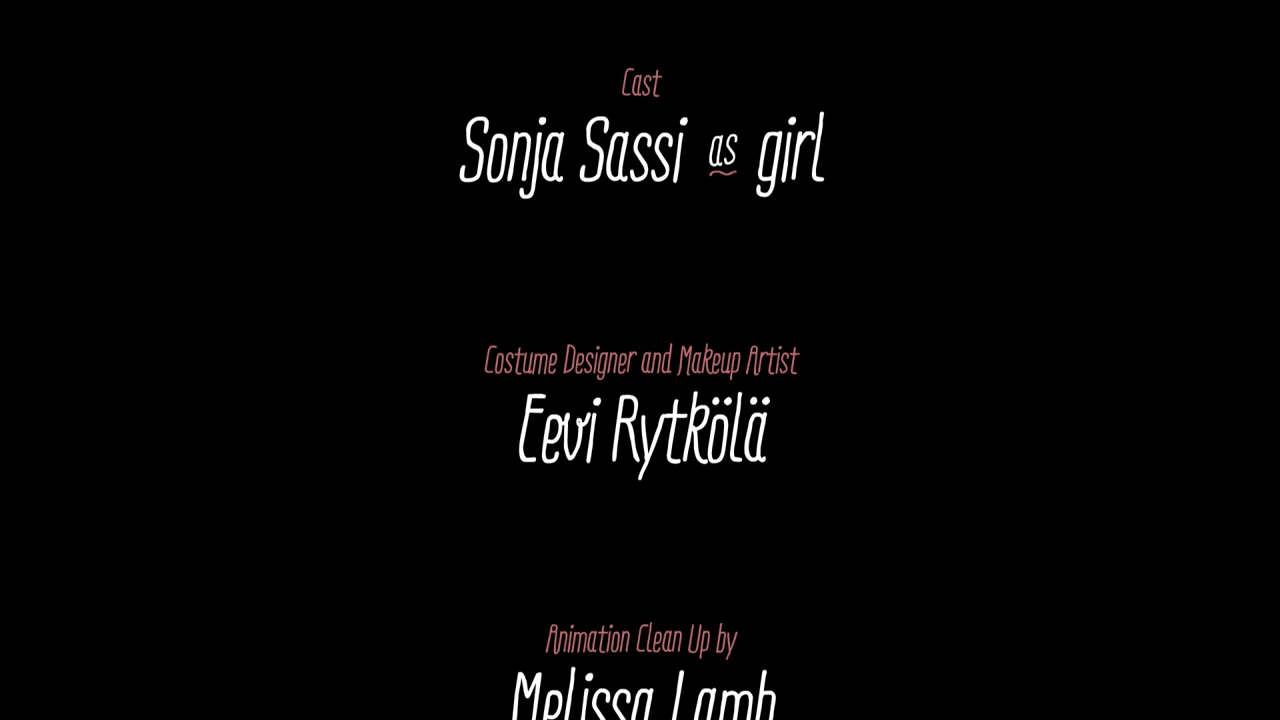 Cast
Sonja Sassi as girl
Costume Designer and Makeup Artist
Eevi Rytkölä
Animation Clean Up by
Melissa Lamb